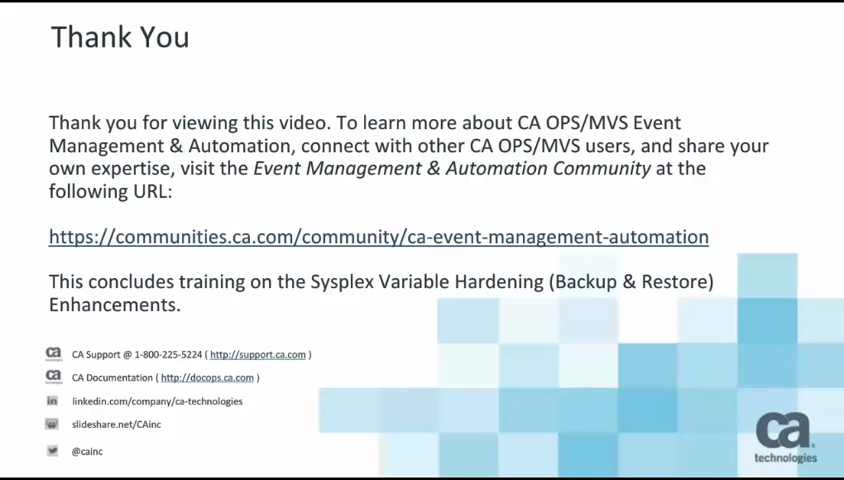 Thank You
Thank you for viewing this video. To learn more about CA OPS/MVS Event
Management & Automation, connect with other CA OPS/MVS users, and share your
own expertise, visit the Event Management & Automation Community at the
following URL:
https://communities.ca.com/community/ca-event-management-automation
This concludes training on the Sysplex Variable Hardening (Backup & Restore)
Enhancements.
ca CA Support @ 1-800-225-5224 ( http://support.ca.com )
ca CA Documentation ( http://docops.ca.com )
in linkedin.com/company/ca-technologies
slideshare.net/CAinc
@cainc
ca
technologies